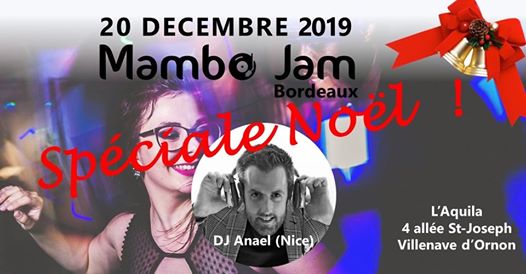 20 DECEMBRE 2019
Mambo Jam
Bordeaux
Spéciale Noël !
DJ Anael (Nice)
L'Aquila
4 allée St-Joseph
Villenave d'Ornon